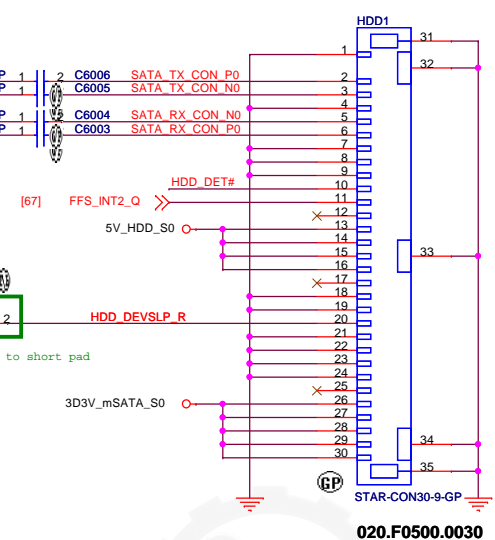 HDD1
31
1
32
P 1 2 C6006 SATA_TX_CON_P0
2
P 1 C6005 SATA_TX_CON_N0
3
4
P 1 C6004 SATA_RX_CON_N0
5
P 1 C6003 SATA_RX_CON_P0
6
7
8
9
HDD_DET#
10
[67] FFS_INT2_Q
11
12
5V_HDD_S0
13
14
15
33
16
17
18
19
2 HDD_DEVSLP_R
20
21
22
to short pad
23
24
25
3D3V_mSATA_S0
26
27
28
34
29
30
35
GP
STAR-CON30-9-GP
020.F0500.0030